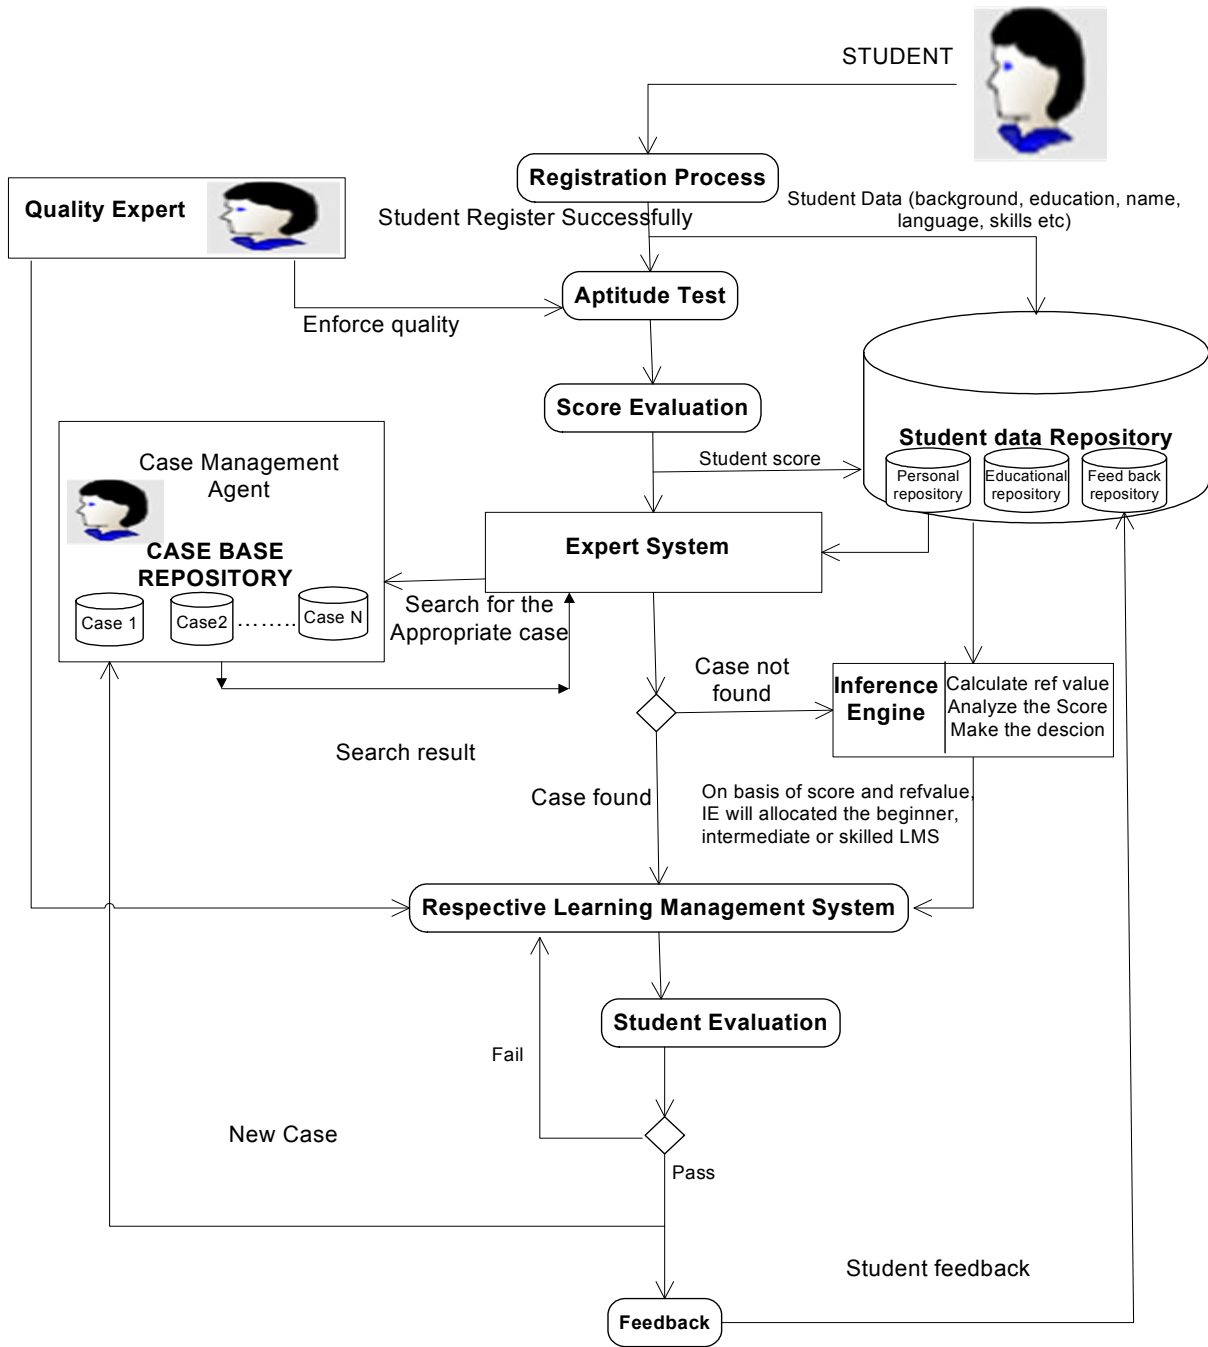 STUDENT
Registration Process
Quality Expert
Student Register Successfully
Student Data (background, education, name,
language, skills etc)
Aptitude Test
Enforce quality
Score Evaluation
Student data Repository
Student score
Personal
repository
Educational
repository
Feed back
repository
Case Management
Agent
CASE BASE
REPOSITORY
Case 1
Case2
........
Case N
Expert System
Search for the
Appropriate case
Case not
found
Inference
Engine
Calculate ref value
Analyze the Score
Make the descion
Search result
Case found
On basis of score and refvalue,
IE will allocated the beginner,
intermediate or skilled LMS
Respective Learning Management System
Student Evaluation
Fail
New Case
Pass
Student feedback
Feedback